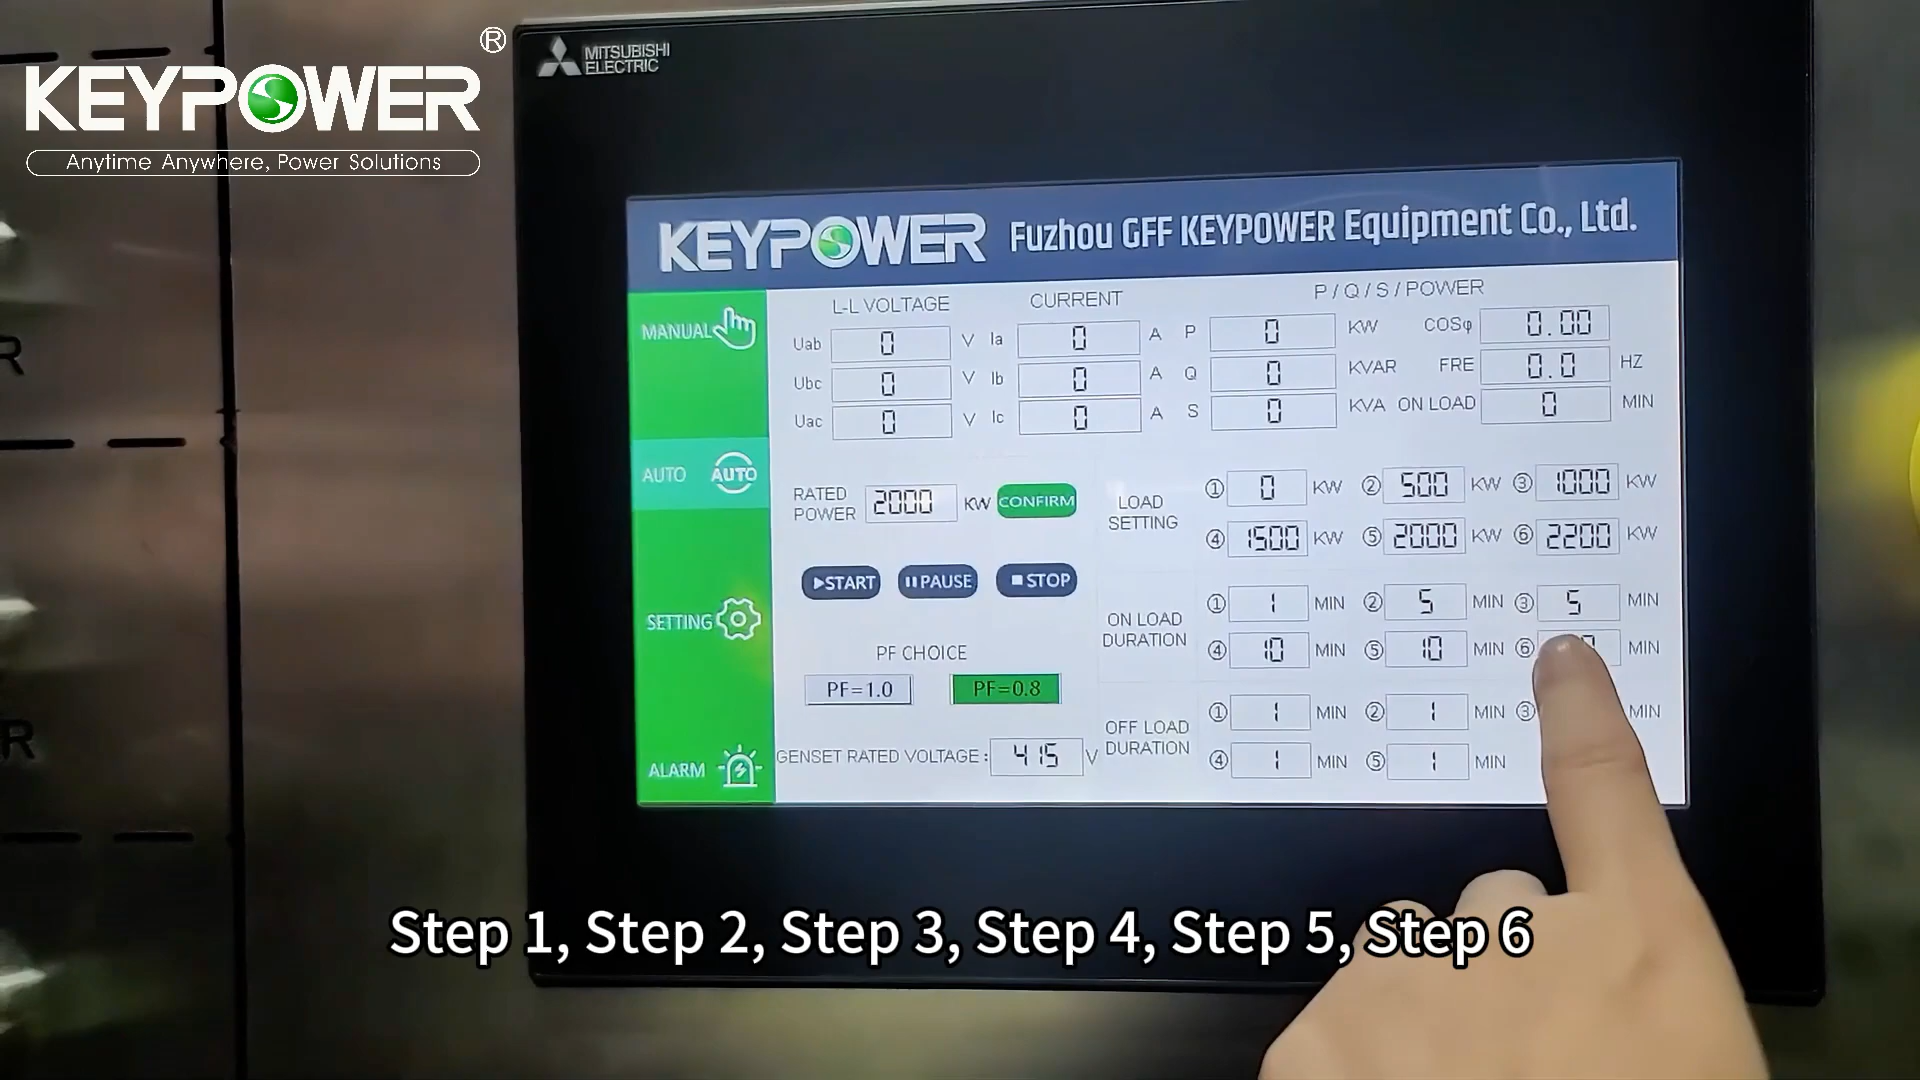 KEYPOWER ®
Anytime Anywhere, Power Solutions
MITSUBISHI
ELECTRIC
KEYPOWER Fuzhou GFF KEYPOWER Equipment Co., Ltd.
MANUAL
AUTO AUTO
SETTING
ALARM
L-L VOLTAGE CURRENT P / Q / S / POWER
Uab 0 V Ia 0 A P 0 KW COSφ 0.00
Ubc 0 V Ib 0 A Q 0 KVAR FRE 0.0 HZ
Uac 0 V Ic 0 A S 0 KVA ON LOAD 0 MIN
RATED
POWER 2000 KW CONFIRM
START PAUSE STOP
PF CHOICE
PF=1.0 PF=0.8
GENSET RATED VOLTAGE: 415 V
LOAD
SETTING
① 0 KW ② 500 KW ③ 1000 KW
④ 1500 KW ⑤ 2000 KW ⑥ 2200 KW
ON LOAD
DURATION
① 1 MIN ② 5 MIN ③ 5 MIN
④ 10 MIN ⑤ 10 MIN ⑥ MIN
OFF LOAD
DURATION
① 1 MIN ② 1 MIN ③ MIN
④ 1 MIN ⑤ 1 MIN
R
R
Step 1, Step 2, Step 3, Step 4, Step 5, Step 6